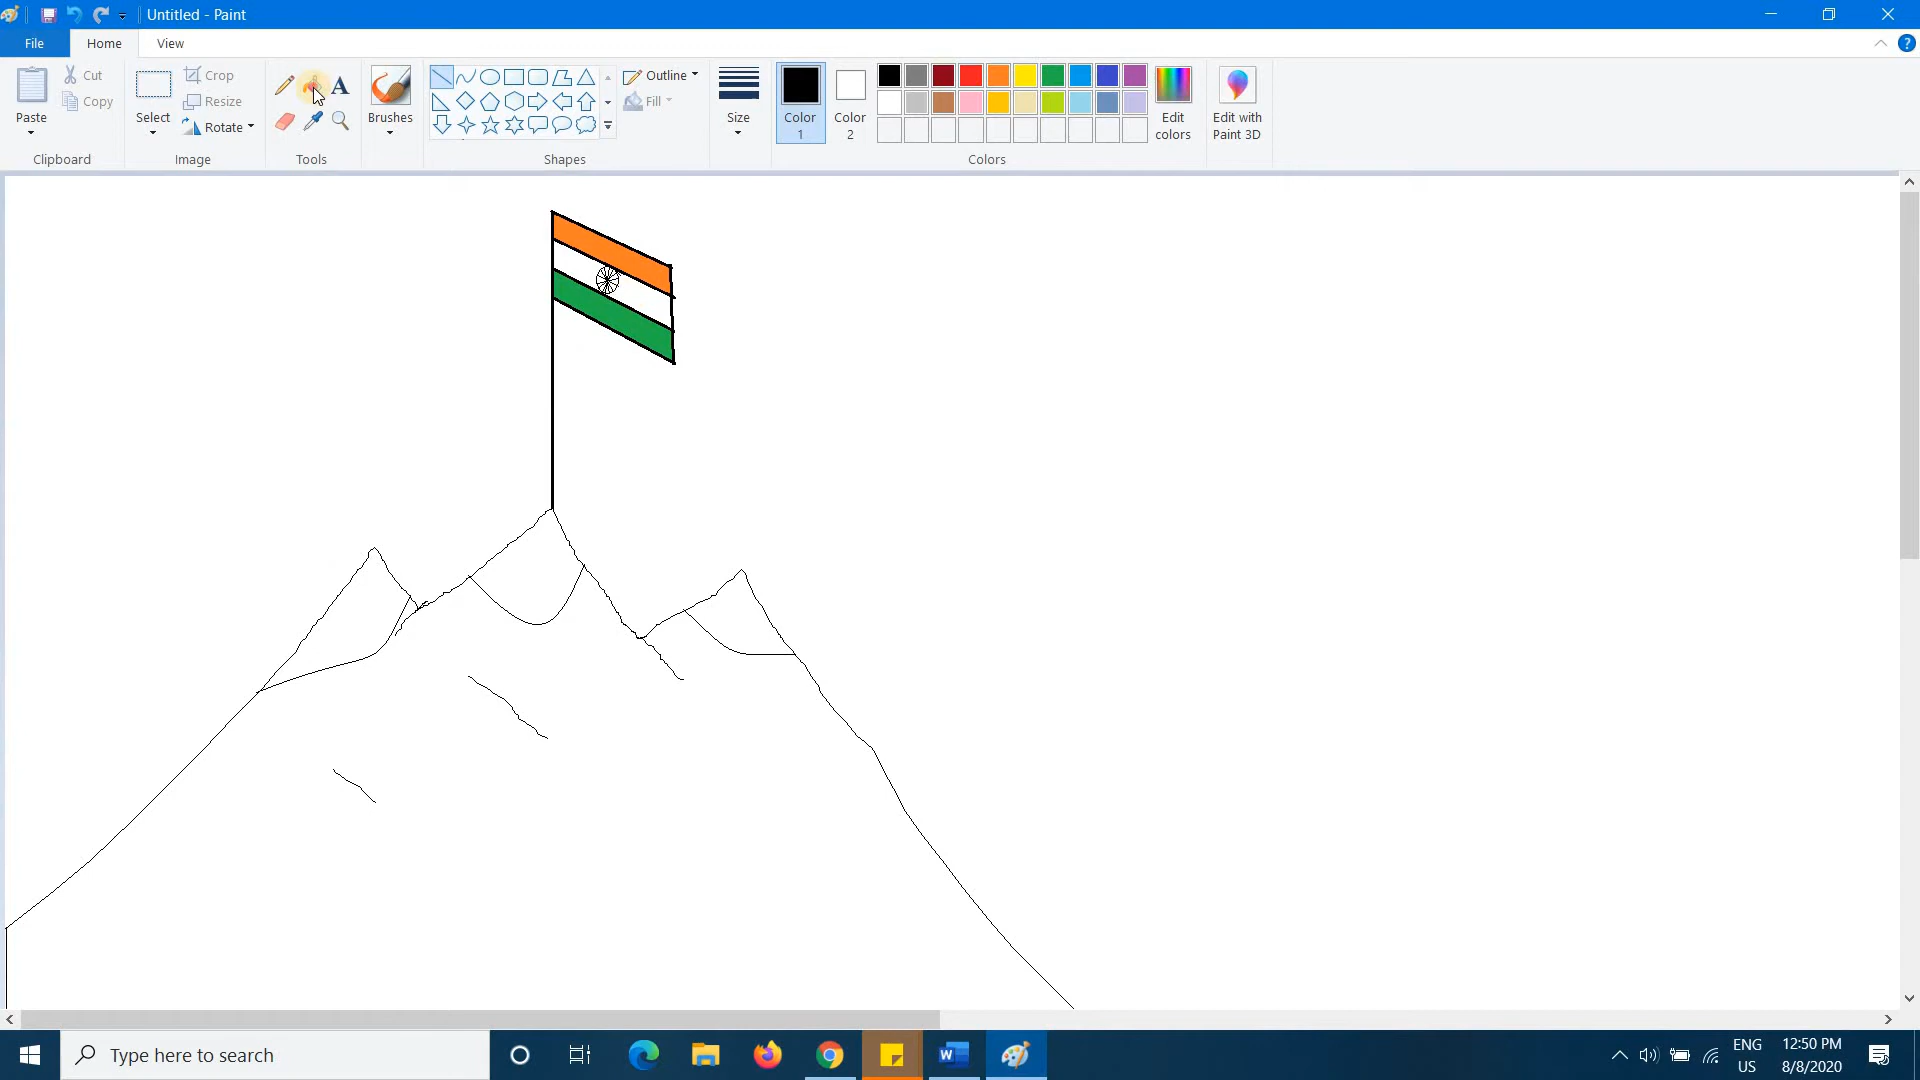 Untitled - Paint
File Home View
Paste
Cut
Copy
Clipboard
Select
Crop
Resize
Rotate
Image
A
Tools
Brushes
Outline
Fill
Shapes
Size
Color
1
Color
2
Edit
colors
Colors
Edit with
Paint 3D
?
Type here to search
W
ENG
US
12:50 PM
8/8/2020